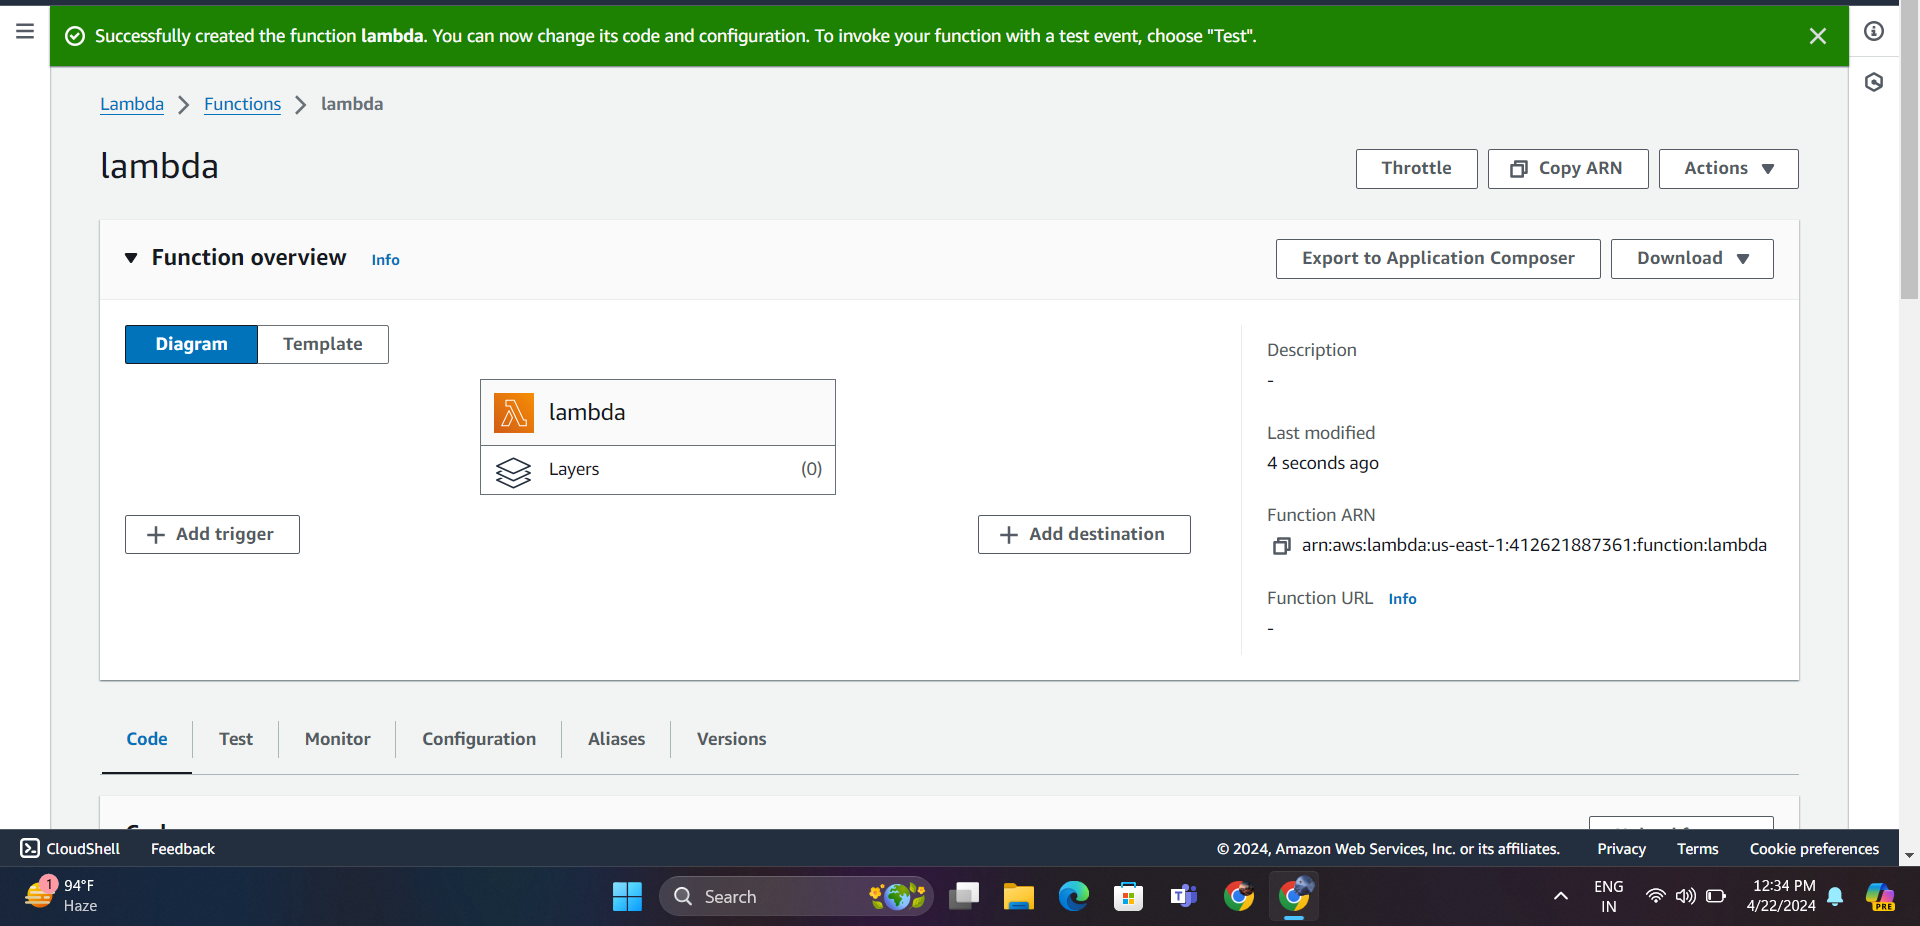 Successfully created the function lambda. You can now change its code and configuration. To invoke your function with a test event, choose "Test".
Lambda
Functions
lambda
lambda
Throttle
Copy ARN
Actions
Function overview
Info
Export to Application Composer
Download
Diagram
Template
lambda
Layers
(0)
Add trigger
Add destination
Description
-
Last modified
4 seconds ago
Function ARN
arn:aws:lambda:us-east-1:412621887361:function:lambda
Function URL
Info
-
Code
Test
Monitor
Configuration
Aliases
Versions
CloudShell
Feedback
© 2024, Amazon Web Services, Inc. or its affiliates.
Privacy
Terms
Cookie preferences
1
94°F
Haze
Search
ENG
IN
12:34 PM
4/22/2024
PRE